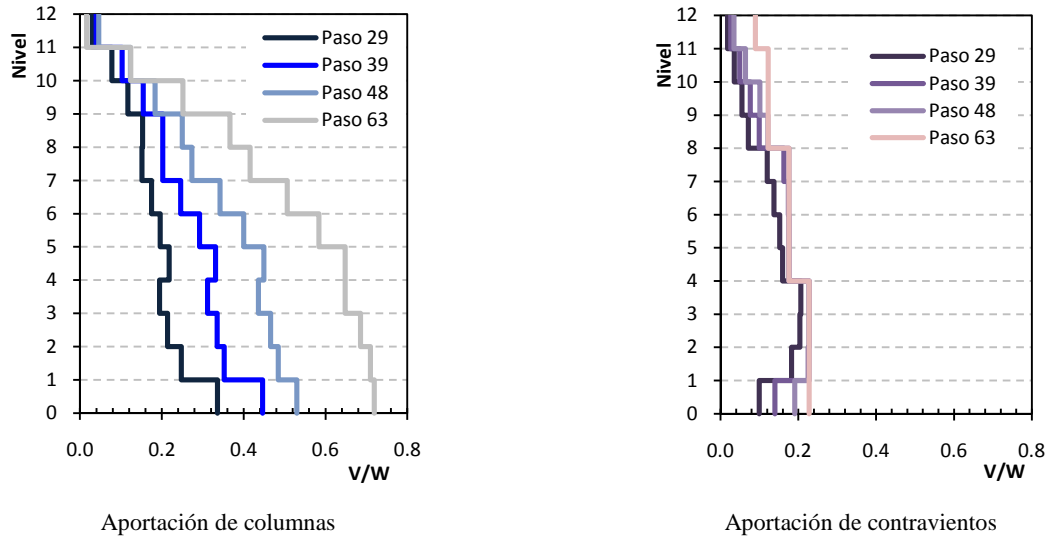 Nivel
12
11
10
9
8
7
6
5
4
3
2
1
0
0.0
0.2
0.4
0.6
0.8
V/W
Paso 29
Paso 39
Paso 48
Paso 63
Aportación de columnas
Nivel
12
11
10
9
8
7
6
5
4
3
2
1
0
0.0
0.2
0.4
0.6
0.8
V/W
Paso 29
Paso 39
Paso 48
Paso 63
Aportación de contravientos